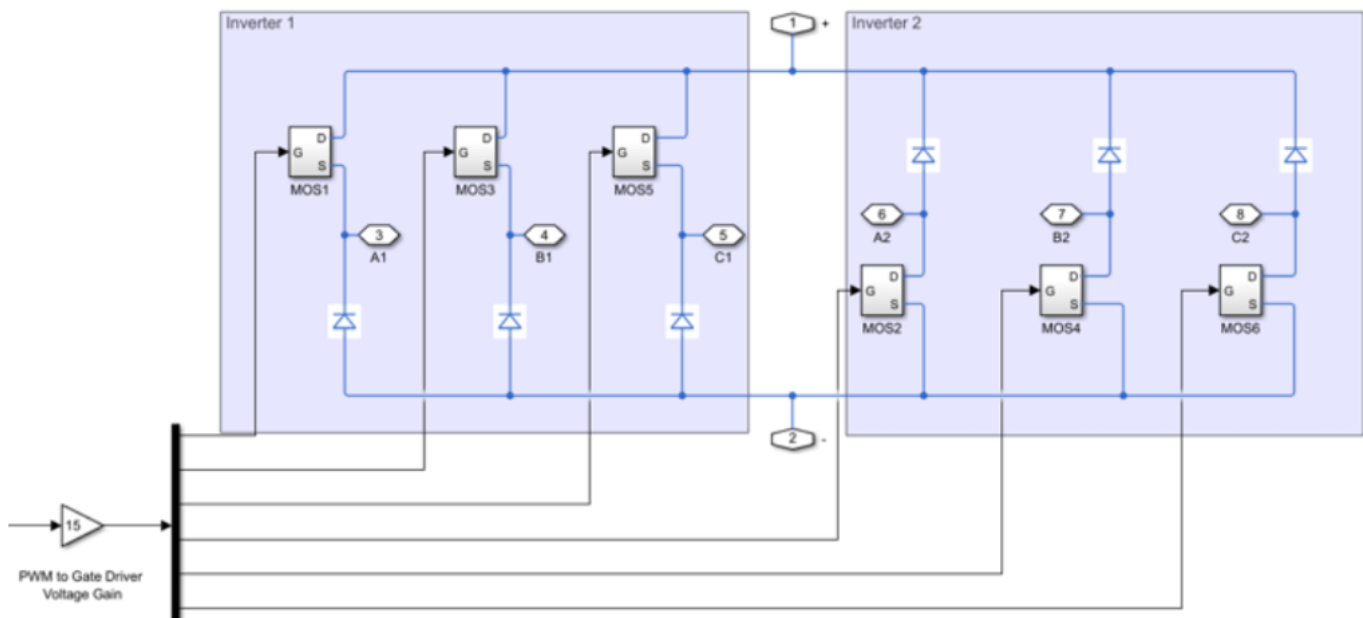 Inverter 1
1 +
Inverter 2
D
G
S
MOS1
D
G
S
MOS3
D
G
S
MOS5
3
A1
4
B1
5
C1
6
A2
7
B2
8
C2
D
G
S
MOS2
D
G
S
MOS4
D
G
S
MOS6
2 -
15
PWM to Gate Driver
Voltage Gain